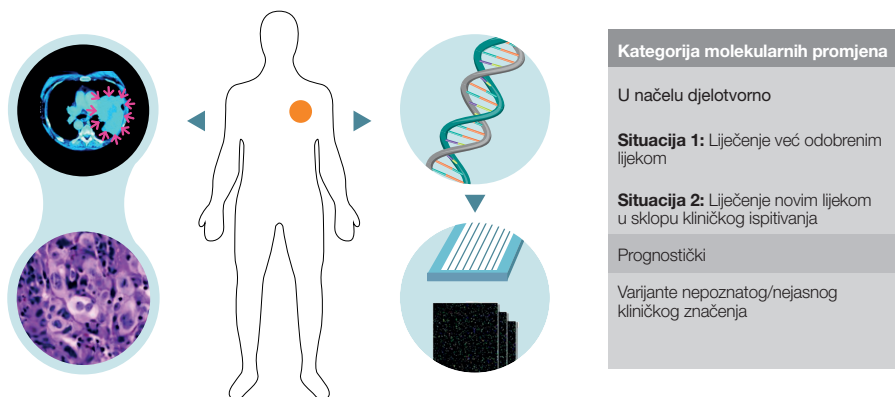 Kategorija molekularnih promjena
U načelu djelotvorno
Situacija 1: Liječenje već odobrenim
lijekom
Situacija 2: Liječenje novim lijekom
u sklopu kliničkog ispitivanja
Prognostički
Varijante nepoznatog/nejasnog
kliničkog značenja